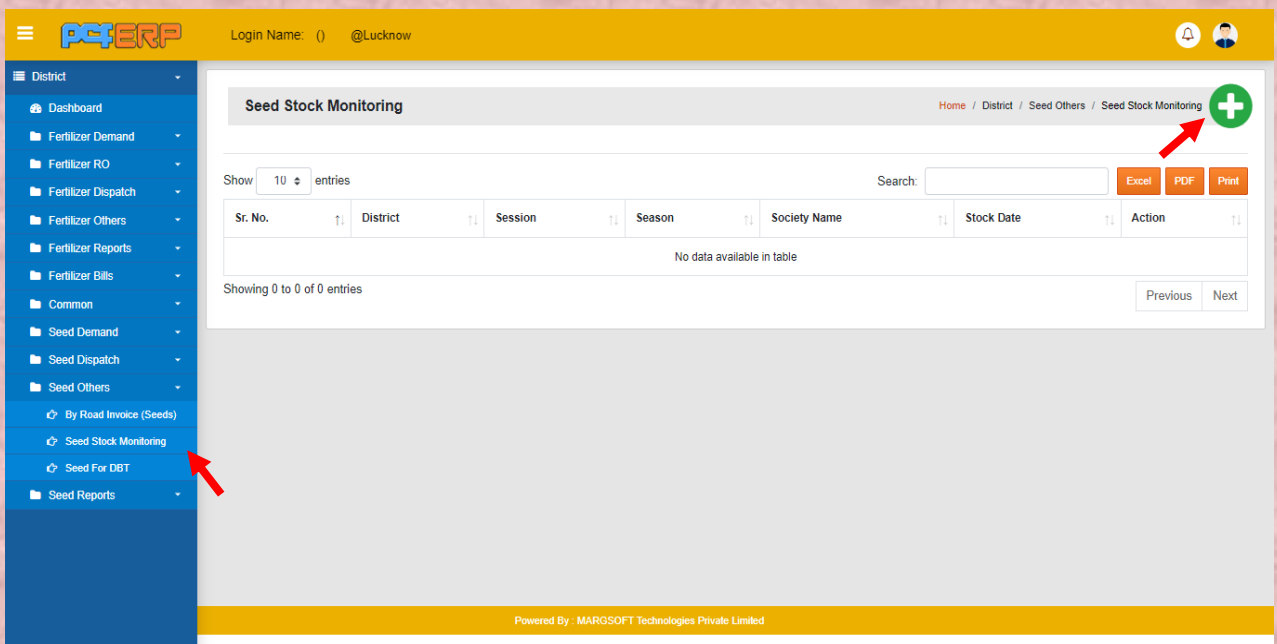 PCFERP Login Name: () @Lucknow
District
Dashboard
Fertilizer Demand
Fertilizer RO
Fertilizer Dispatch
Fertilizer Others
Fertilizer Reports
Fertilizer Bills
Common
Seed Demand
Seed Dispatch
Seed Others
By Road Invoice (Seeds)
Seed Stock Monitoring
Seed For DBT
Seed Reports
Seed Stock Monitoring
Home / District / Seed Others / Seed Stock Monitoring
Show 10 entries
Search: Excel PDF Print
Sr. No. District Session Season Society Name Stock Date Action
No data available in table
Showing 0 to 0 of 0 entries
Previous Next
Powered By : MARGSOFT Technologies Private Limited